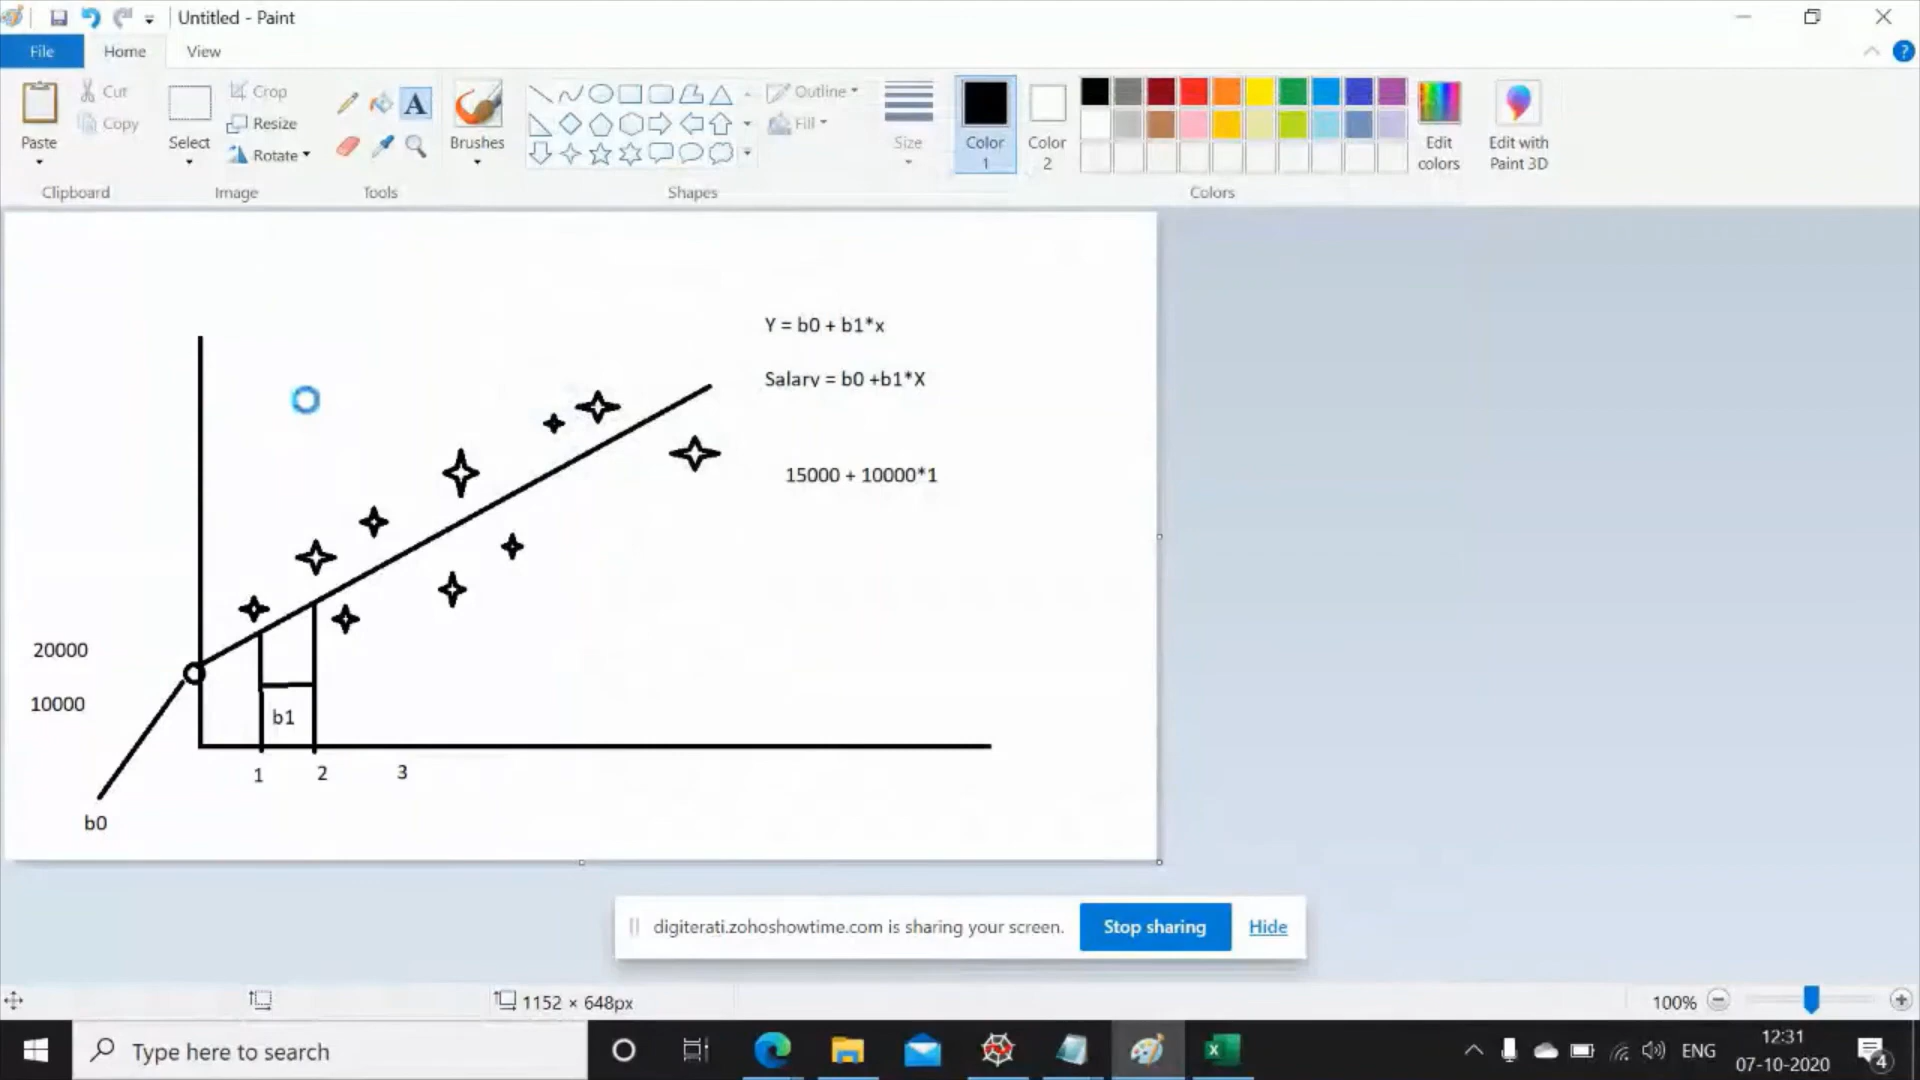 Untitled - Paint
File Home View
Paste
Cut
Copy
Clipboard
Select
Crop
Resize
Rotate
Image
A
Tools
Brushes
Shapes
Outline
Fill
Size
Color 1
Color 2
Edit colors
Edit with Paint 3D
Colors
Y = b0 + b1*x
Salary = b0 +b1*X
15000 + 10000*1
20000
10000
b1
1 2 3
b0
digiterati.zohoshowtime.com is sharing your screen. Stop sharing Hide
1152 × 648px
100%
Type here to search
ENG
12:31
07-10-2020
4